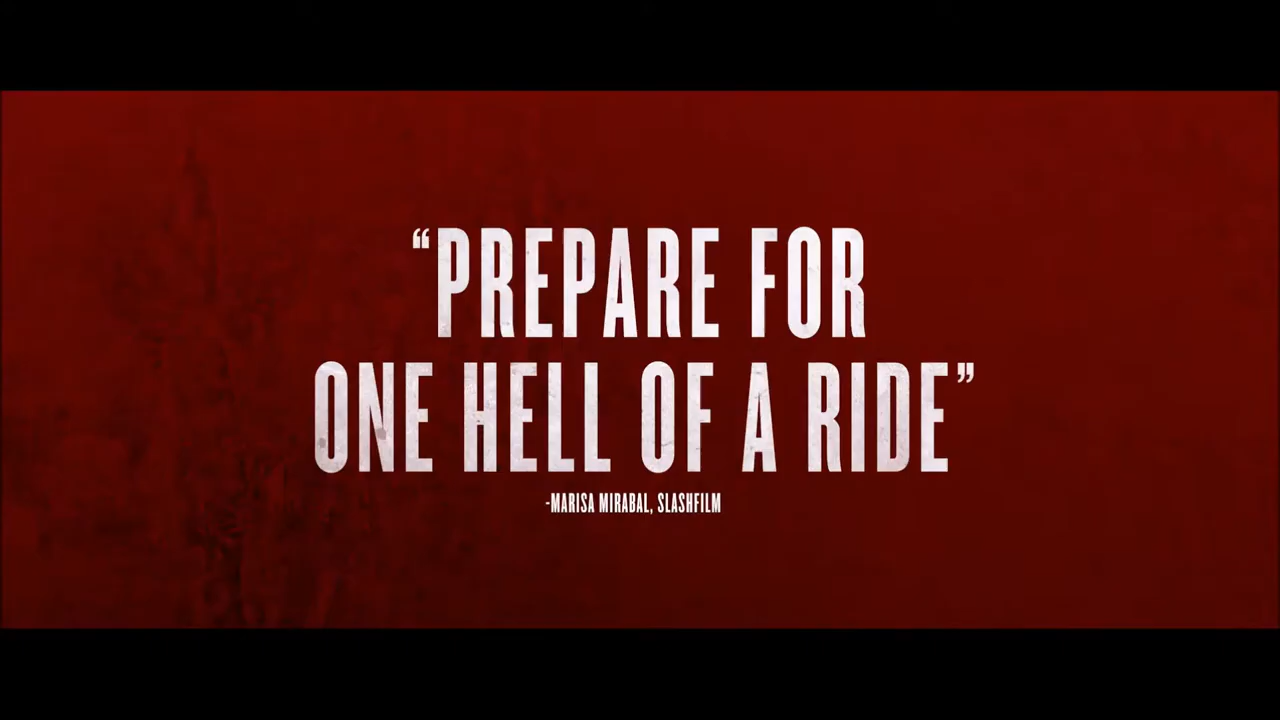 “PREPARE FOR
ONE HELL OF A RIDE”
-MARISA MIRABAL, SLASHFILM